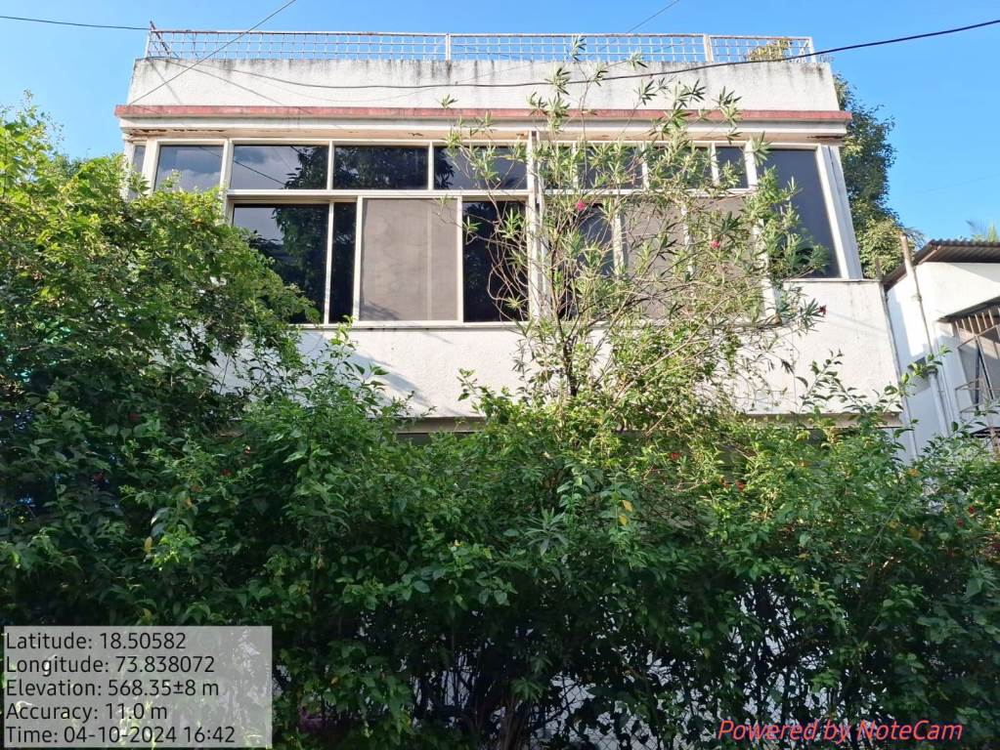 Latitude: 18.50582
Longitude: 73.838072
Elevation: 568.35±8 m
Accuracy: 11.0 m
Time: 04-10-2024 16:42
Powered by NoteCam